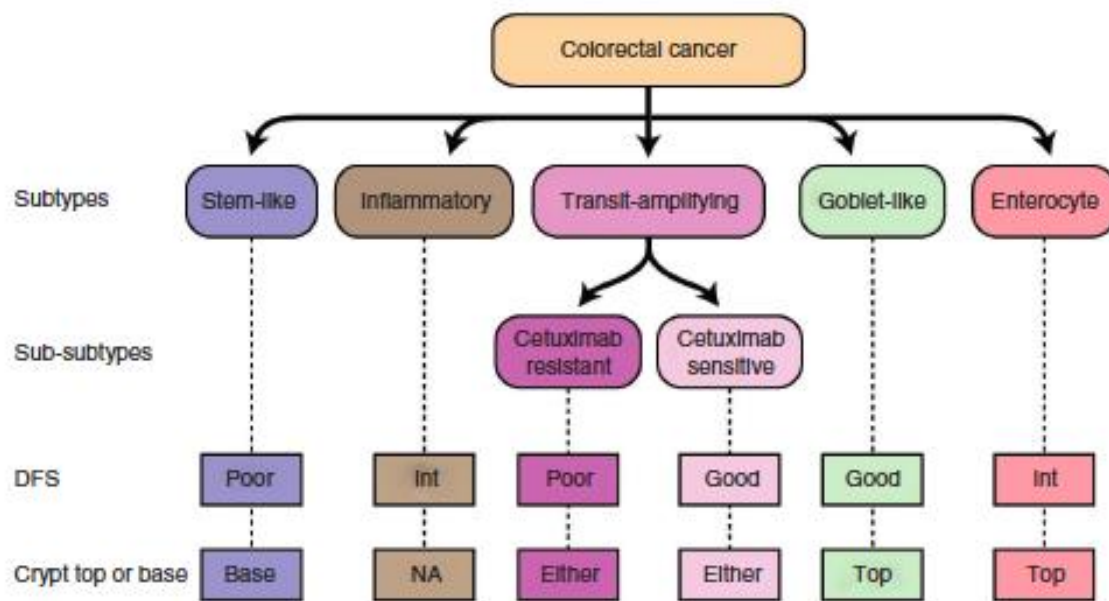 Colorectal cancer
Subtypes Stem-like Inflammatory Transit-amplifying Goblet-like Enterocyte
Sub-subtypes Cetuximab resistant Cetuximab sensitive
DFS Poor Int Poor Good Good Int
Crypt top or base Base NA Either Either Top Top